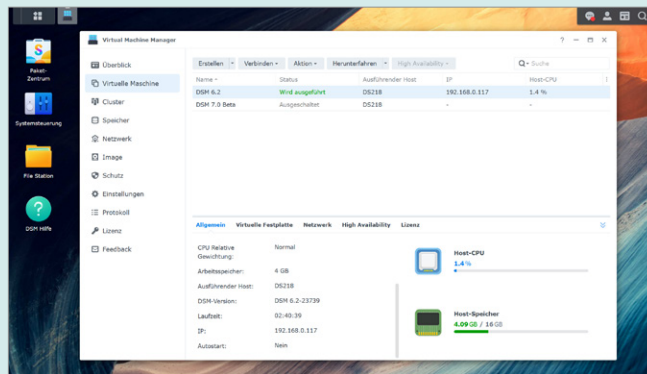 Virtual Machine Manager
Paket-
Zentrum
Systemsteuerung
File Station
DSM Hilfe
Überblick
Virtuelle Maschine
Cluster
Speicher
Netzwerk
Image
Schutz
Einstellungen
Protokoll
Lizenz
Feedback
Erstellen Verbinden Aktion Herunterfahren High Availability Suche
Name Status Ausführender Host IP Host-CPU
DSM 6.2 Wird ausgeführt DS218 192.168.0.117 1.4 %
DSM 7.0 Beta Ausgeschaltet DS218 - -
Allgemein Virtuelle Festplatte Netzwerk High Availability Lizenz
CPU Relative Gewichtung: Normal
Arbeitsspeicher: 4 GB
Ausführender Host: DS218
DSM-Version: DSM 6.2-23739
Laufzeit: 02:40:39
IP: 192.168.0.117
Autostart: Nein
Host-CPU
1.4 %
Host-Speicher
4.09 GB / 16 GB